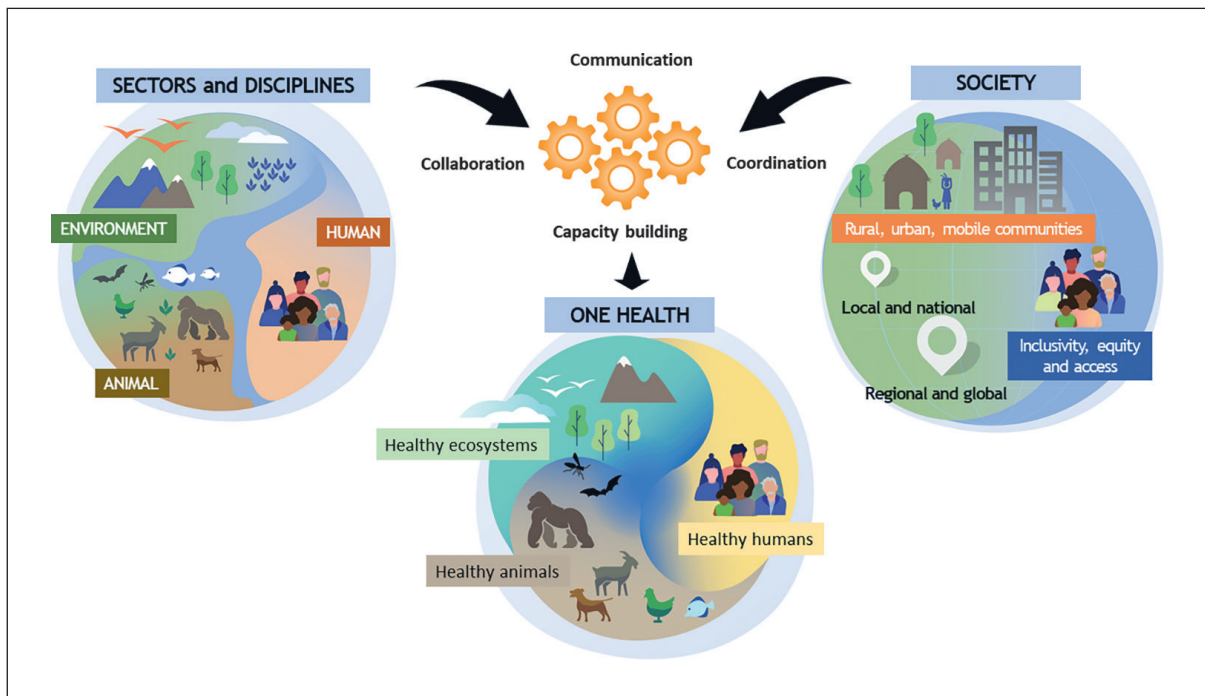 SECTORS and DISCIPLINES
ENVIRONMENT
HUMAN
ANIMAL
Communication
Collaboration
Coordination
Capacity building
SOCIETY
Rural, urban, mobile communities
Local and national
Regional and global
Inclusivity, equity
and access
ONE HEALTH
Healthy ecosystems
Healthy humans
Healthy animals